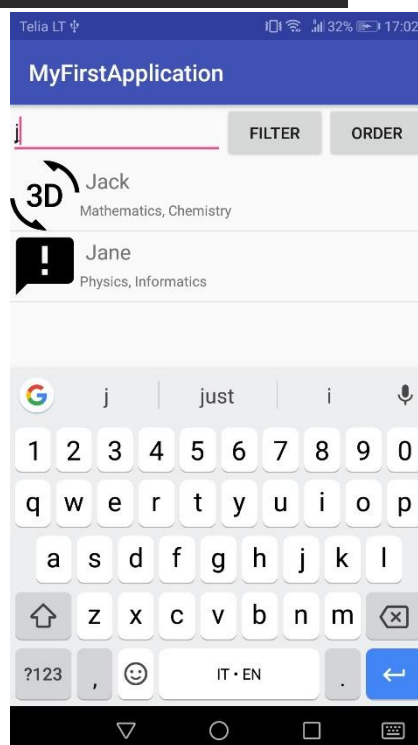 Telia LT 32% 17:02
MyFirstApplication
j FILTER ORDER
3D Jack
Mathematics, Chemistry
! Jane
Physics, Informatics
G j just i
1 2 3 4 5 6 7 8 9 0
q w e r t y u i o p
a s d f g h j k l
z x c v b n m
?123 , IT • EN .